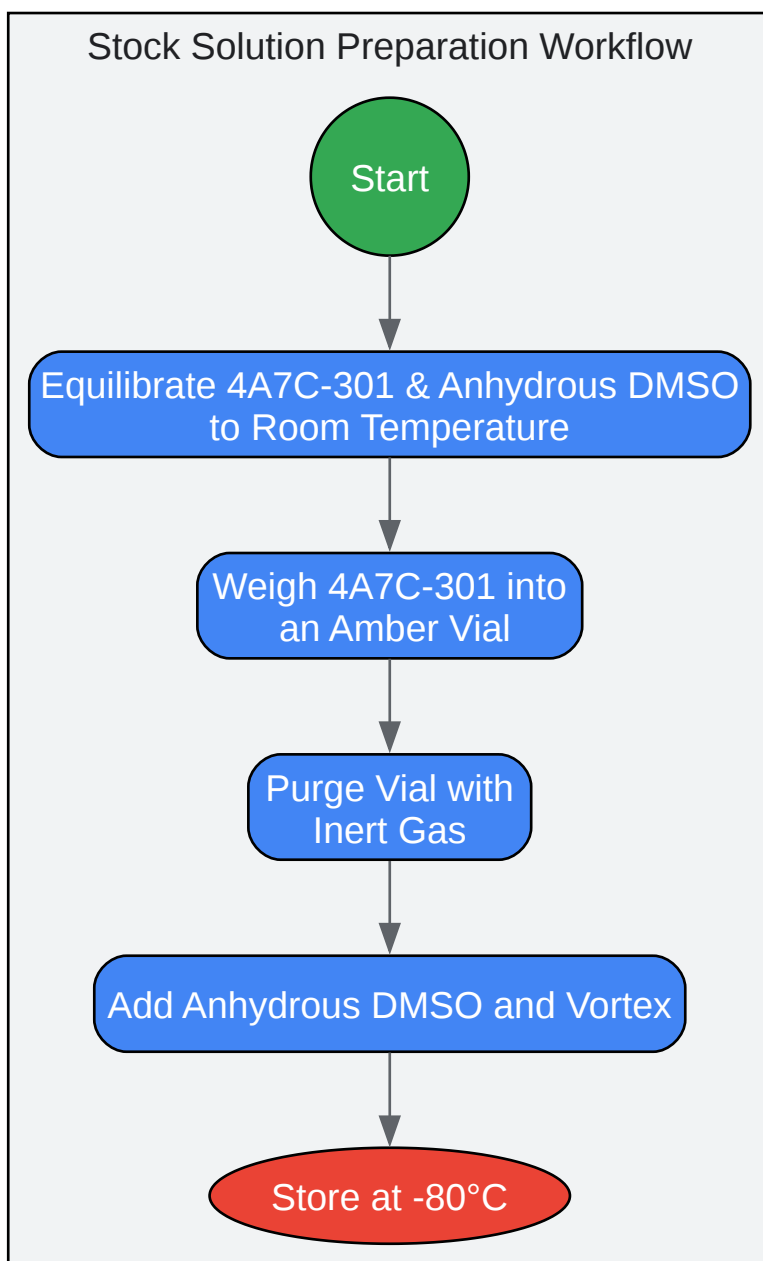 Stock Solution Preparation Workflow
Start
Equilibrate 4A7C-301 & Anhydrous DMSO
to Room Temperature
Weigh 4A7C-301 into
an Amber Vial
Purge Vial with
Inert Gas
Add Anhydrous DMSO and Vortex
Store at -80°C